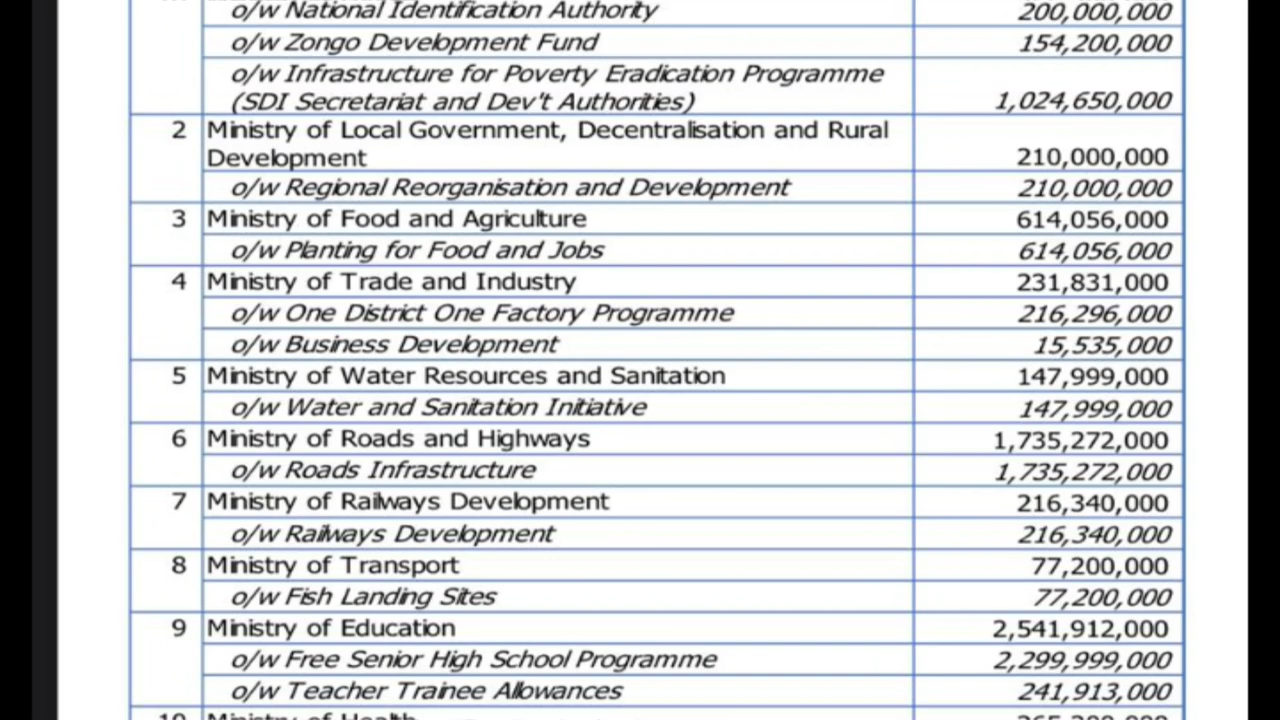 o/w National Identification Authority 200,000,000
o/w Zongo Development Fund 154,200,000
o/w Infrastructure for Poverty Eradication Programme
(SDI Secretariat and Dev't Authorities) 1,024,650,000
2 Ministry of Local Government, Decentralisation and Rural
Development 210,000,000
o/w Regional Reorganisation and Development 210,000,000
3 Ministry of Food and Agriculture 614,056,000
o/w Planting for Food and Jobs 614,056,000
4 Ministry of Trade and Industry 231,831,000
o/w One District One Factory Programme 216,296,000
o/w Business Development 15,535,000
5 Ministry of Water Resources and Sanitation 147,999,000
o/w Water and Sanitation Initiative 147,999,000
6 Ministry of Roads and Highways 1,735,272,000
o/w Roads Infrastructure 1,735,272,000
7 Ministry of Railways Development 216,340,000
o/w Railways Development 216,340,000
8 Ministry of Transport 77,200,000
o/w Fish Landing Sites 77,200,000
9 Ministry of Education 2,541,912,000
o/w Free Senior High School Programme 2,299,999,000
o/w Teacher Trainee Allowances 241,913,000
10 Ministry of Health